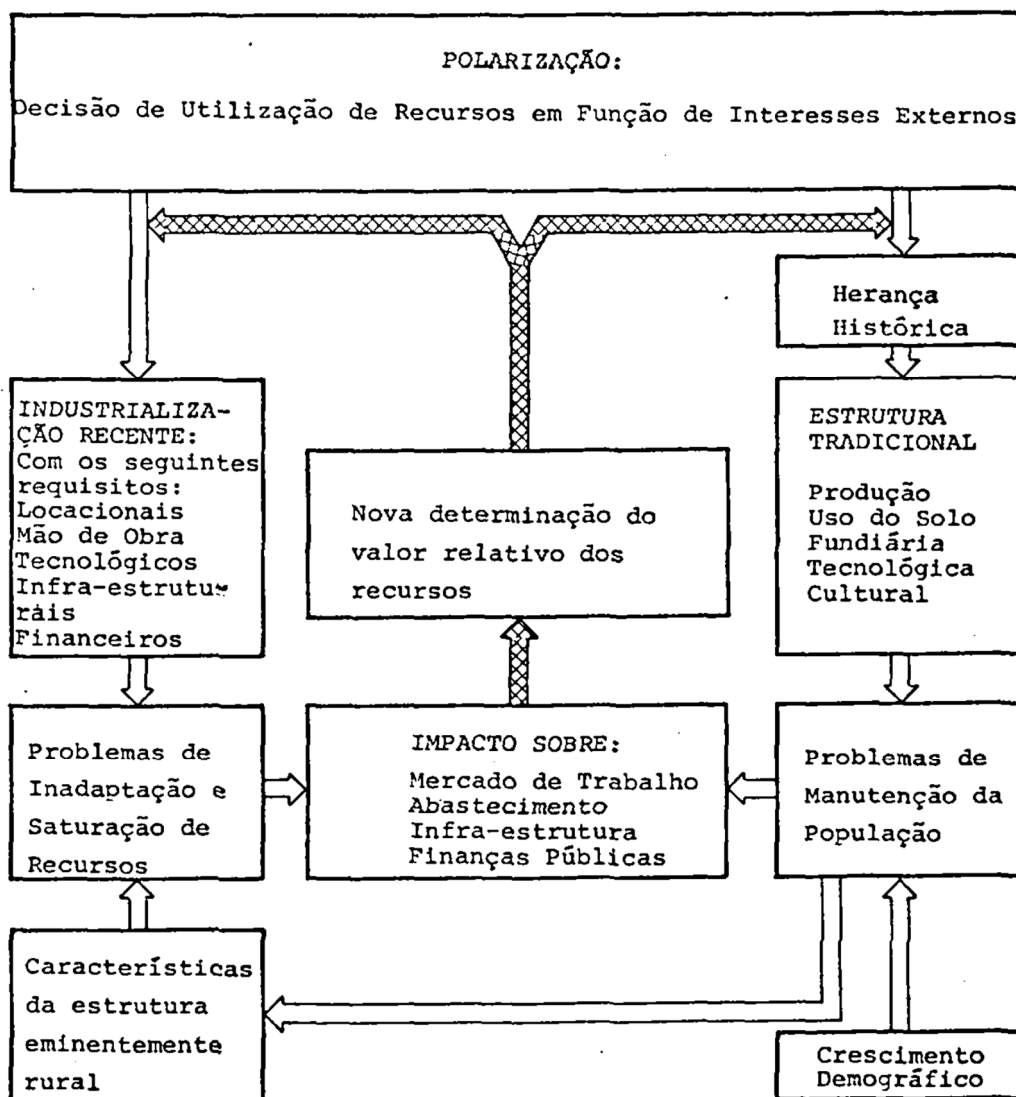 POLARIZAÇÃO:
Decisão de Utilização de Recursos em Função de Interesses Externos
Herança
Histórica
INDUSTRIALIZA-
ÇÃO RECENTE:
Com os seguintes
requisitos:
Locacionais
Mão de Obra
Tecnológicos
Infra-estrutu-
rais
Financeiros
Nova determinação do
valor relativo dos
recursos
ESTRUTURA
TRADICIONAL
Produção
Uso do Solo
Fundiária
Tecnológica
Cultural
Problemas de
Inadaptação e
Saturação de
Recursos
IMPACTO SOBRE:
Mercado de Trabalho
Abastecimento
Infra-estrutura
Finanças Públicas
Problemas de
Manutenção da
População
Características
da estrutura
eminentemente
rural
Crescimento
Demográfico